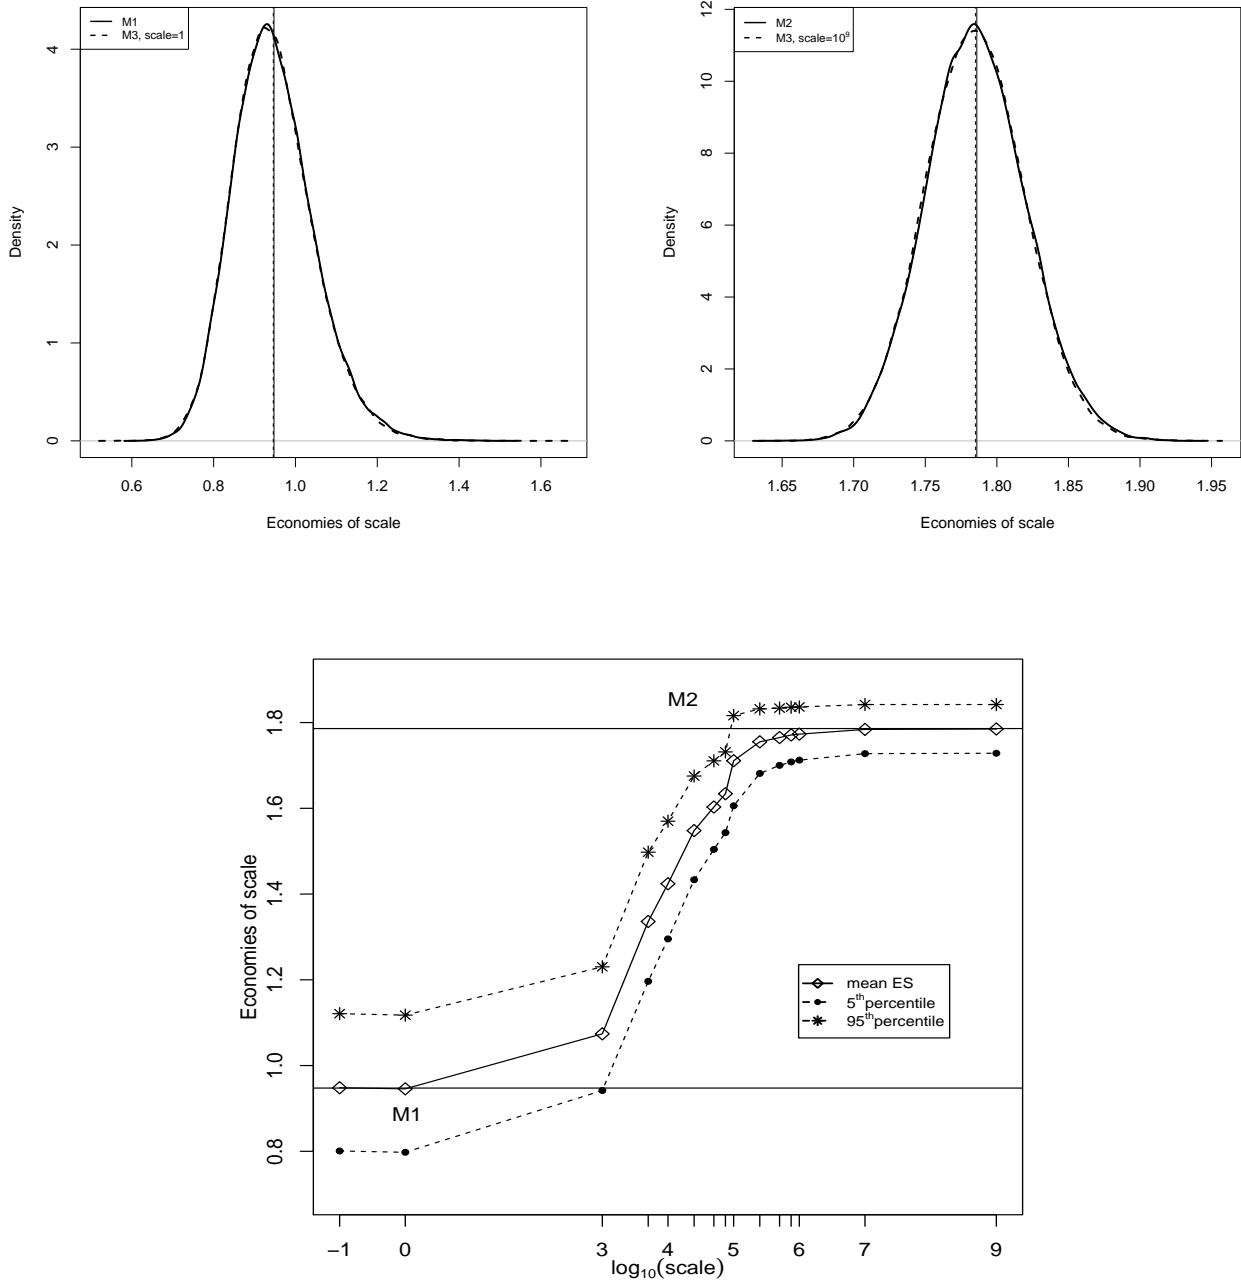 M1
M3, scale=1
Density
0
1
2
3
4
0.6 0.8 1.0 1.2 1.4 1.6
Economies of scale
M2
M3, scale=10⁹
Density
0
2
4
6
8
10
12
1.65 1.70 1.75 1.80 1.85 1.90 1.95
Economies of scale
M2
M1
mean ES
5ᵗʰpercentile
95ᵗʰpercentile
Economies of scale
0.8
1.0
1.2
1.4
1.6
1.8
−1 0 3 4 5 6 7 9
log₁₀(scale)